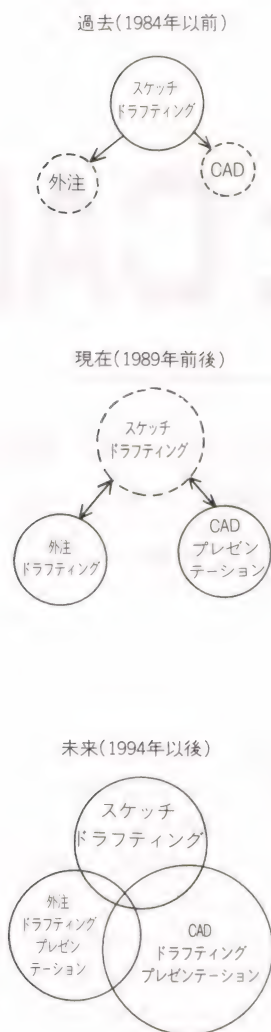 過去(1984年以前)
スケッチ
ドラフティング
外注
CAD
現在(1989年前後)
スケッチ
ドラフティング
外注
ドラフティング
CAD
プレゼン
テーション
未来(1994年以後)
スケッチ
ドラフティング
外注
ドラフティング
プレゼン
テーション
CAD
ドラフティング
プレゼンテーション